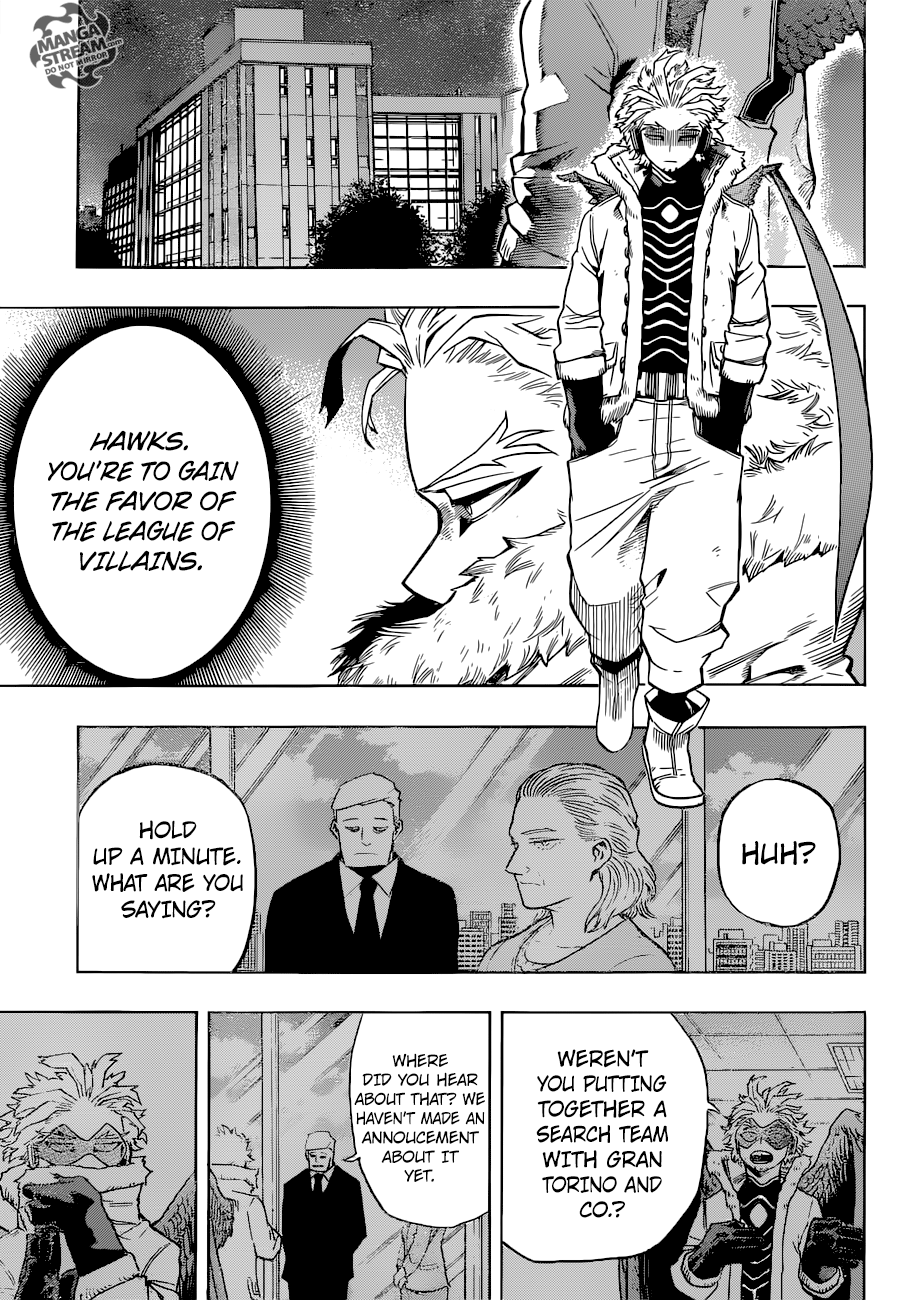 MANGA
STREAM.com
DO NOT MIRROR
HAWKS.
YOU'RE TO GAIN
THE FAVOR OF
THE LEAGUE OF
VILLAINS.
HUH?
HOLD
UP A MINUTE.
WHAT ARE YOU
SAYING?
WEREN'T
YOU PUTTING
TOGETHER A
SEARCH TEAM
WITH GRAN
TORINO AND
CO.?
WHERE
DID YOU HEAR
ABOUT THAT? WE
HAVEN'T MADE AN
ANNOUCEMENT
ABOUT IT
YET.